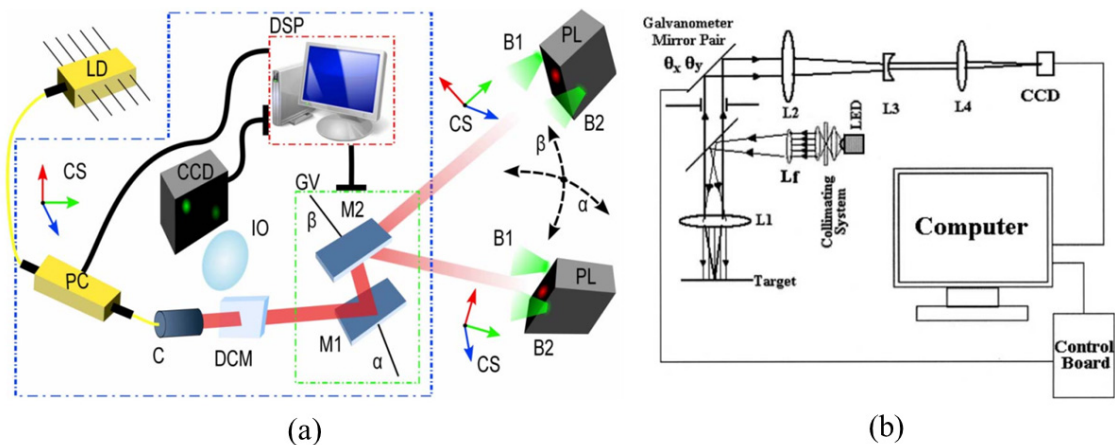 DSP
LD
CS
CCD
IO
PC
C
DCM
GV
β
M2
M1
α
B1
PL
CS
B2
β
α
B1
PL
CS
B2
(a)
Galvanometer
Mirror Pair
θx θy
L2
L3
L4
CCD
LED
Lf
Collimating
System
L1
Target
Computer
Control
Board
(b)